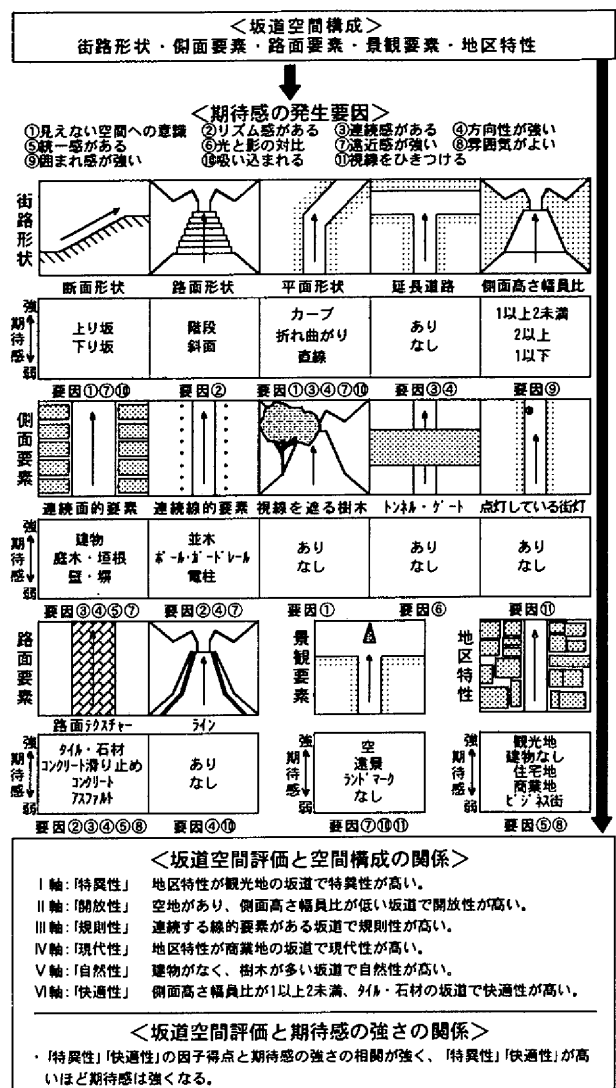 ＜坂道空間構成＞
街路形状・側面要素・路面要素・景観要素・地区特性
＜期待感の発生要因＞
①見えない空間への意識 ②リズム感がある ③連続感がある ④方向性が強い
⑤統一感がある ⑥光と影の対比 ⑦遠近感が強い ⑧雰囲気がよい
⑨囲まれ感が強い ⑩吸い込まれる ⑪視線をひきつける
街路形状
断面形状 路面形状 平面形状 延長道路 側面高さ幅員比
強 期待感 弱
上り坂
下り坂
階段
斜面
カーブ
折れ曲がり
直線
あり
なし
1以上2未満
2以上
1以下
要因①⑦⑩ 要因② 要因①③④⑦⑩ 要因③④ 要因⑨
側面要素
連続面的要素 連続線的要素 視線を遮る樹木 トンネル・ゲート 点灯している街灯
強 期待感 弱
建物
庭木・垣根
壁・塀
並木
ポール・ガードレール
電柱
あり
なし
あり
なし
あり
なし
要因③④⑤⑦ 要因②④⑦ 要因① 要因⑥ 要因⑪
路面要素
路面テクスチャー ライン
景観要素
地区特性
強 期待感 弱
タイル・石材
コンクリート滑り止め
コンクリート
アスファルト
あり
なし
強 期待感 弱
空
遠景
ランドマーク
なし
強 期待感 弱
観光地
建物なし
住宅地
商業地
ビジネス街
要因②③④⑤⑧ 要因④⑩ 要因⑦⑩⑪ 要因⑤⑧
＜坂道空間評価と空間構成の関係＞
Ⅰ軸：「特異性」 地区特性が観光地の坂道で特異性が高い。
Ⅱ軸：「開放性」 空地があり、側面高さ幅員比が低い坂道で開放性が高い。
Ⅲ軸：「規則性」 連続する線的要素がある坂道で規則性が高い。
Ⅳ軸：「現代性」 地区特性が商業地の坂道で現代性が高い。
Ⅴ軸：「自然性」 建物がなく、樹木が多い坂道で自然性が高い。
Ⅵ軸：「快適性」 側面高さ幅員比が1以上2未満、タイル・石材の坂道で快適性が高い。
＜坂道空間評価と期待感の強さの関係＞
・「特異性」「快適性」の因子得点と期待感の強さの相関が強く、「特異性」「快適性」が高
いほど期待感は強くなる。